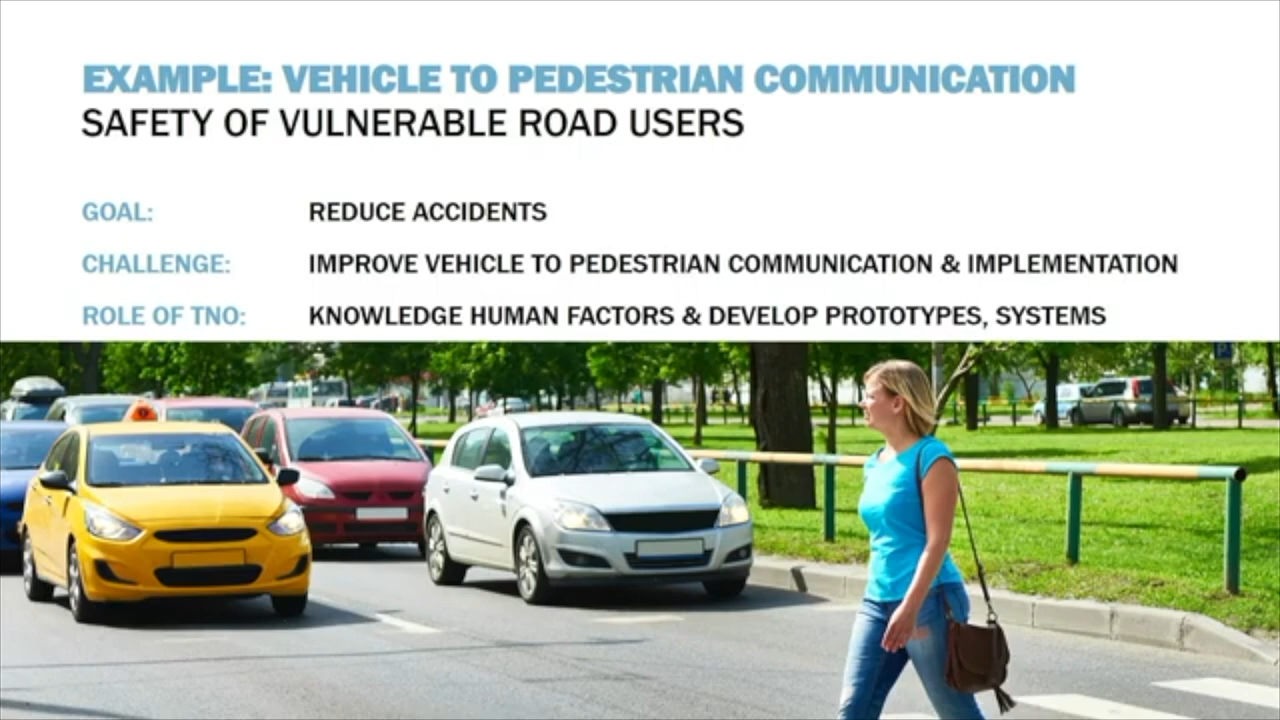 EXAMPLE: VEHICLE TO PEDESTRIAN COMMUNICATION
SAFETY OF VULNERABLE ROAD USERS
GOAL: REDUCE ACCIDENTS
CHALLENGE: IMPROVE VEHICLE TO PEDESTRIAN COMMUNICATION & IMPLEMENTATION
ROLE OF TNO: KNOWLEDGE HUMAN FACTORS & DEVELOP PROTOTYPES, SYSTEMS
P